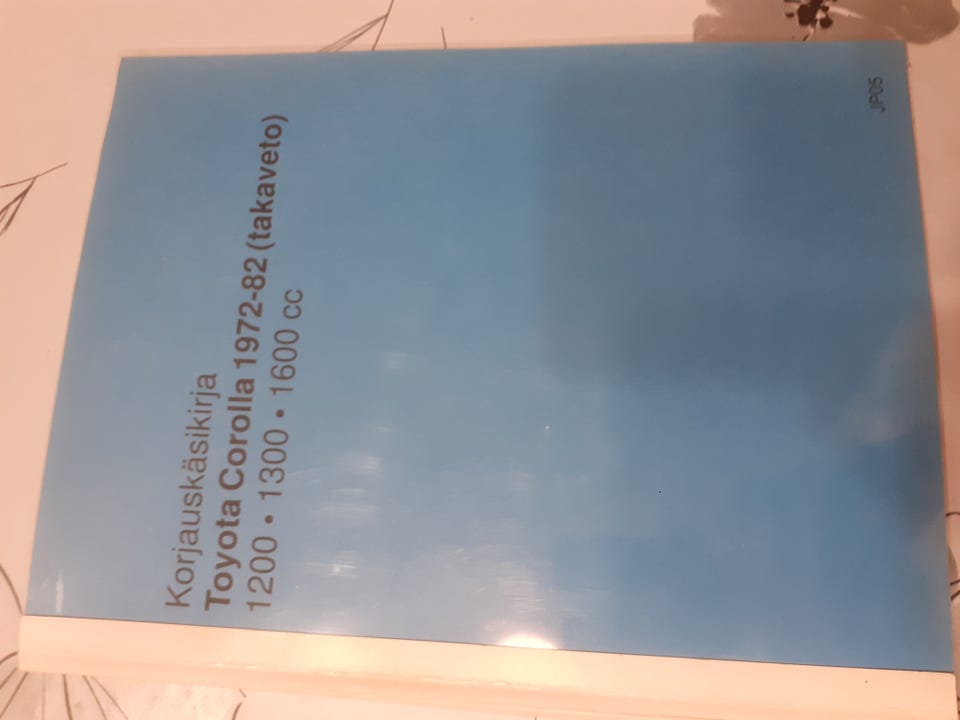 Korjauskäsikirja
Toyota Corolla 1972-82 (takaveto)
1200 • 1300 • 1600 cc
JP05